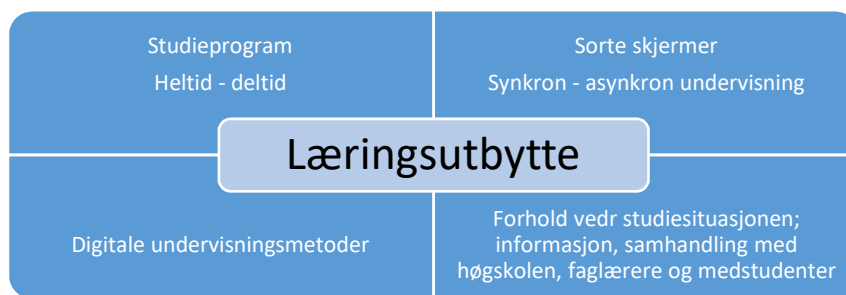 Studieprogram
Heltid - deltid
Sorte skjermer
Synkron - asynkron undervisning
Læringsutbytte
Digitale undervisningsmetoder
Forhold vedr studiesituasjonen;
informasjon, samhandling med
høgskolen, faglærere og medstudenter